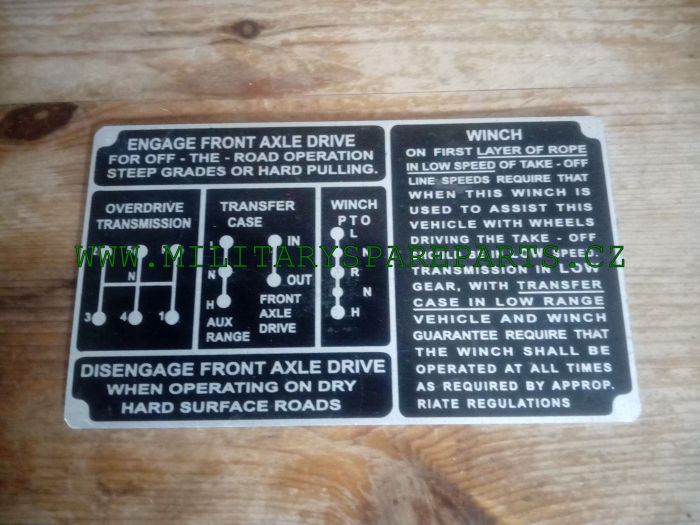 ENGAGE FRONT AXLE DRIVE
FOR OFF - THE - ROAD OPERATION
STEEP GRADES OR HARD PULLING.
OVERDRIVE
TRANSMISSION
N
3 4 1
TRANSFER
CASE
L
N
H
AUX
RANGE
IN
OUT
FRONT
AXLE
DRIVE
WINCH
P T O
L
R
N
H
DISENGAGE FRONT AXLE DRIVE
WHEN OPERATING ON DRY
HARD SURFACE ROADS
WINCH
ON FIRST LAYER OF ROPE
IN LOW SPEED OF TAKE - OFF
LINE SPEEDS REQUIRE THAT
WHEN THIS WINCH IS
USED TO ASSIST THIS
VEHICLE WITH WHEELS
DRIVING THE TAKE - OFF
IN LOW SPEED.
TRANSMISSION IN LOW
GEAR, WITH TRANSFER
CASE IN LOW RANGE
VEHICLE AND WINCH
GUARANTEE REQUIRE THAT
THE WINCH SHALL BE
OPERATED AT ALL TIMES
AS REQUIRED BY APPROP.
RIATE REGULATIONS
WWW.MILITARYSPAREPARTS.CZ